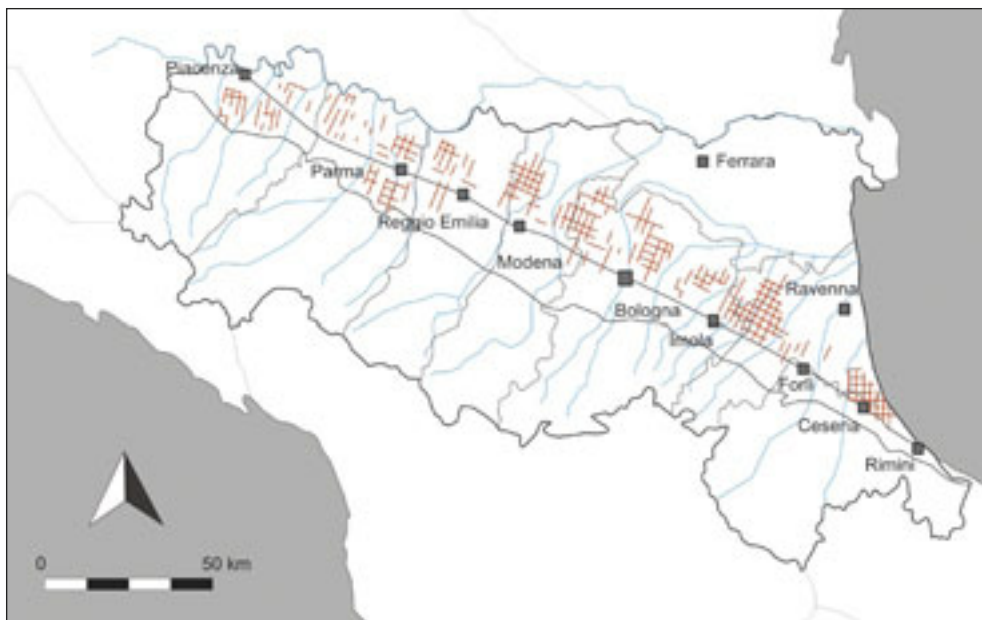 Piacenza
Ferrara
Parma
Reggio Emilia
Modena
Ravenna
Bologna
Imola
Forlì
Cesena
Rimini
0 50 km